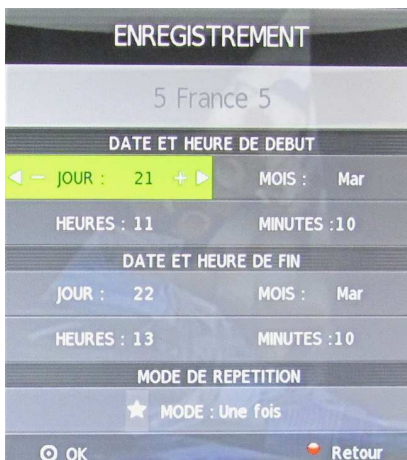 ENREGISTREMENT
5 France 5
DATE ET HEURE DE DEBUT
JOUR : 21 + MOIS : Mar
HEURES : 11 MINUTES :10
DATE ET HEURE DE FIN
JOUR : 22 MOIS : Mar
HEURES : 13 MINUTES :10
MODE DE REPETITION
MODE : Une fois
OK Retour